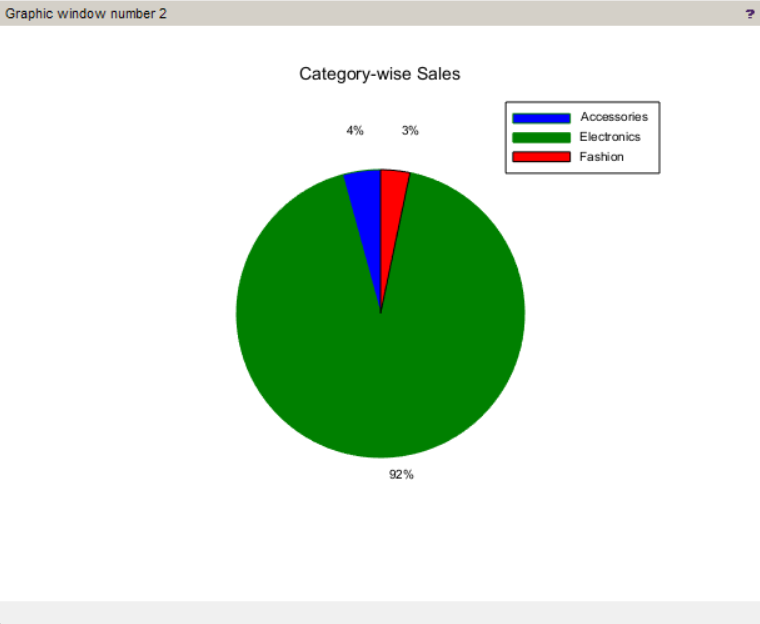 Graphic window number 2
?
Category-wise Sales
4%
3%
Accessories
Electronics
Fashion
92%